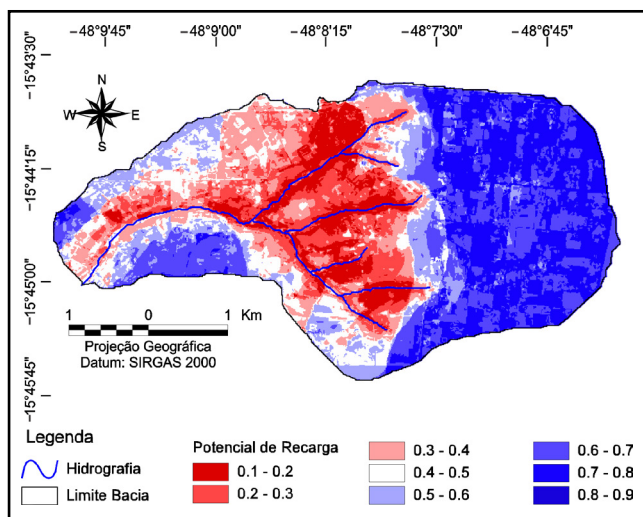 −48°9'45" −48°9'00" −48°8'15" −48°7'30" −48°6'45"
−15°43'30"
−15°44'15"
−15°45'00"
−15°45'45"
N
W E
S
1 0 1 Km
Projeção Geográfica
Datum: SIRGAS 2000
Legenda
Hidrografia
Limite Bacia
Potencial de Recarga
0.1 - 0.2
0.2 - 0.3
0.3 - 0.4
0.4 - 0.5
0.5 - 0.6
0.6 - 0.7
0.7 - 0.8
0.8 - 0.9